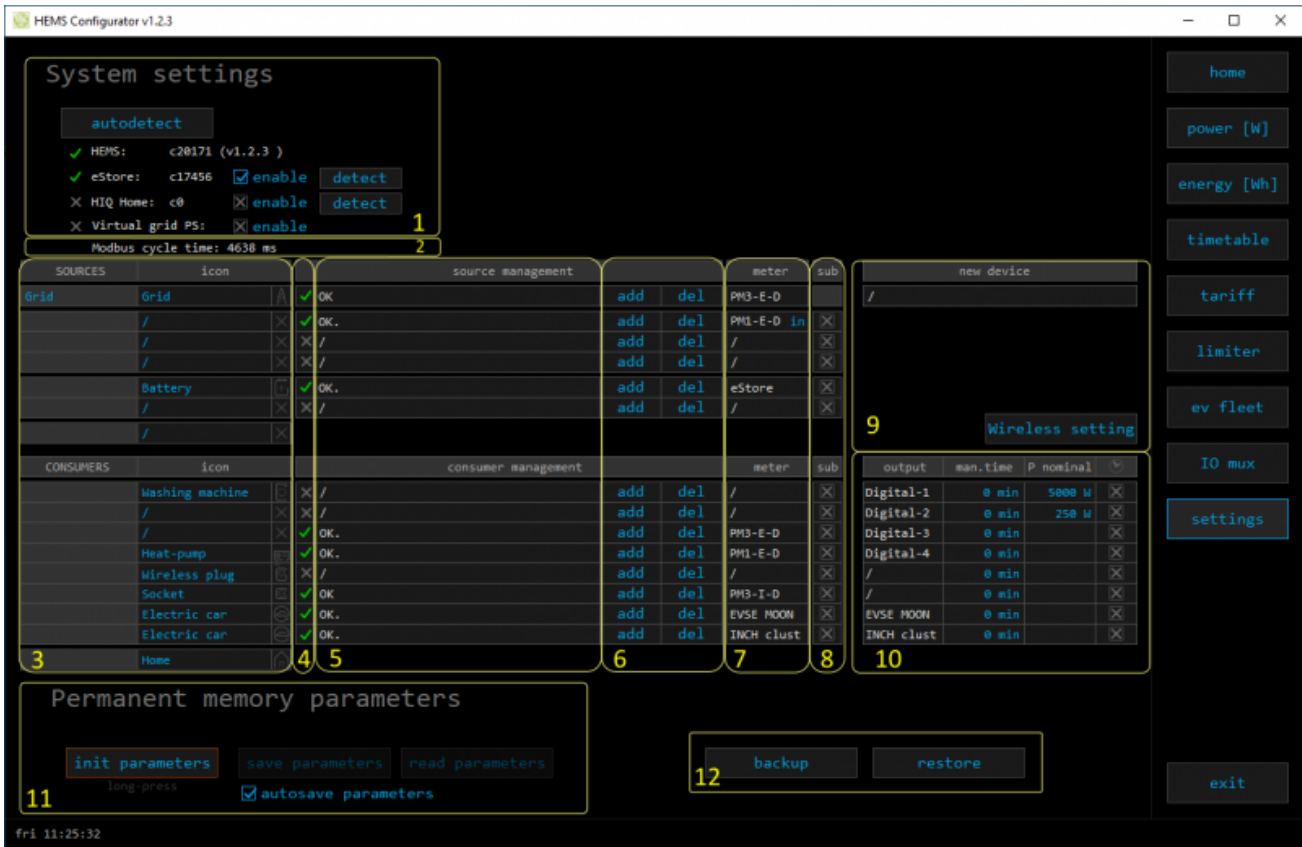 HEMS Configurator v1.2.3
System settings
home
autodetect
power [W]
HEMS: c20171 (v1.2.3 )
eStore: c17456 enable detect
energy [Wh]
HIQ Home: c0 enable detect
Virtual grid PS: enable 1
timetable
Modbus cycle time: 4638 ms 2
SOURCES icon source management meter sub new device
Grid Grid OK add del PM3-E-D /
tariff
/ OK. add del PM1-E-D in
/ / add del /
/ / add del /
limiter
Battery OK. add del eStore
/ / add del /
ev fleet
/
9 Wireless setting
CONSUMERS icon consumer management meter sub output man.time P nominal
IO mux
Washing machine / add del / Digital-1 0 min 5000 W
/ / add del / Digital-2 0 min 250 W
settings
/ OK. add del PM3-E-D Digital-3 0 min
Heat-pump OK. add del PM1-E-D Digital-4 0 min
Wireless plug / add del / / 0 min
Socket OK add del PM3-I-D / 0 min
Electric car OK. add del EVSE MOON EVSE MOON 0 min
Electric car OK. add del INCH clust INCH clust 0 min
3 Home 4 5 6 7 8 10
Permanent memory parameters
init parameters save parameters read parameters
long-press
autosave parameters
11
backup restore
12
exit
fri 11:25:32